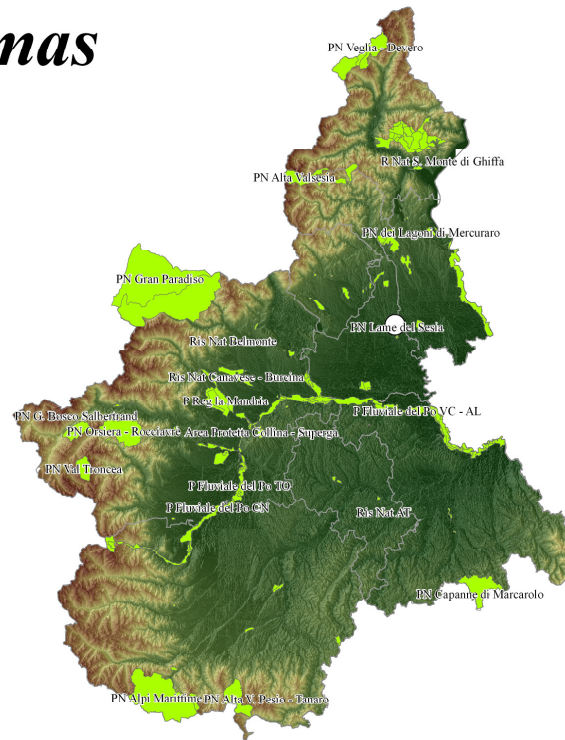 nas
PN Veglia - Devero
R Nat S. Monte di Ghiffa
PN Alta Valsesia
PN dei Lagoni di Mercuraro
PN Gran Paradiso
PN Lame del Sesia
Ris Nat Belmonte
Ris Nat Canavese - Burcina
P Reg la Mandria
P Fluviale del Po VC - AL
PN G. Bosco Salbertrand
PN Orsiera - Rocciavrè
Area Protetta Collina - Superga
PN Val Troncea
P Fluviale del Po TO
P Fluviale del Po CN
Ris Nat AT
PN Capanne di Marcarolo
PN Alpi Marittime
PN Alta V. Pesio - Tanaro